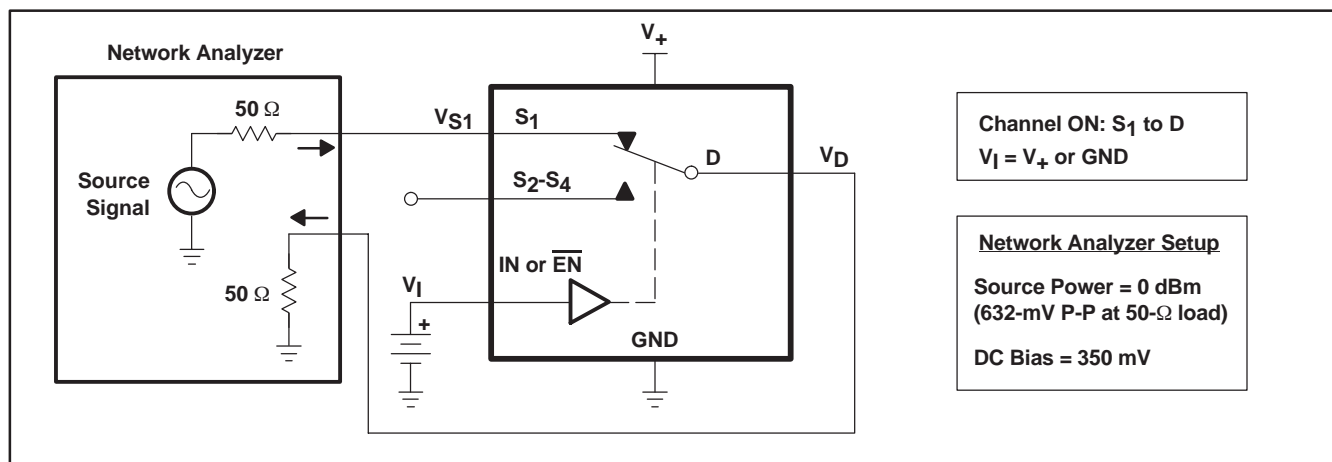 Network Analyzer
50 Ω
Source
Signal
50 Ω
V+
VS1
S1
D
VD
S2-S4
IN or E̅N̅
VI
+
GND
Channel ON: S1 to D
VI = V+ or GND
Network Analyzer Setup
Source Power = 0 dBm
(632-mV P-P at 50-Ω load)
DC Bias = 350 mV